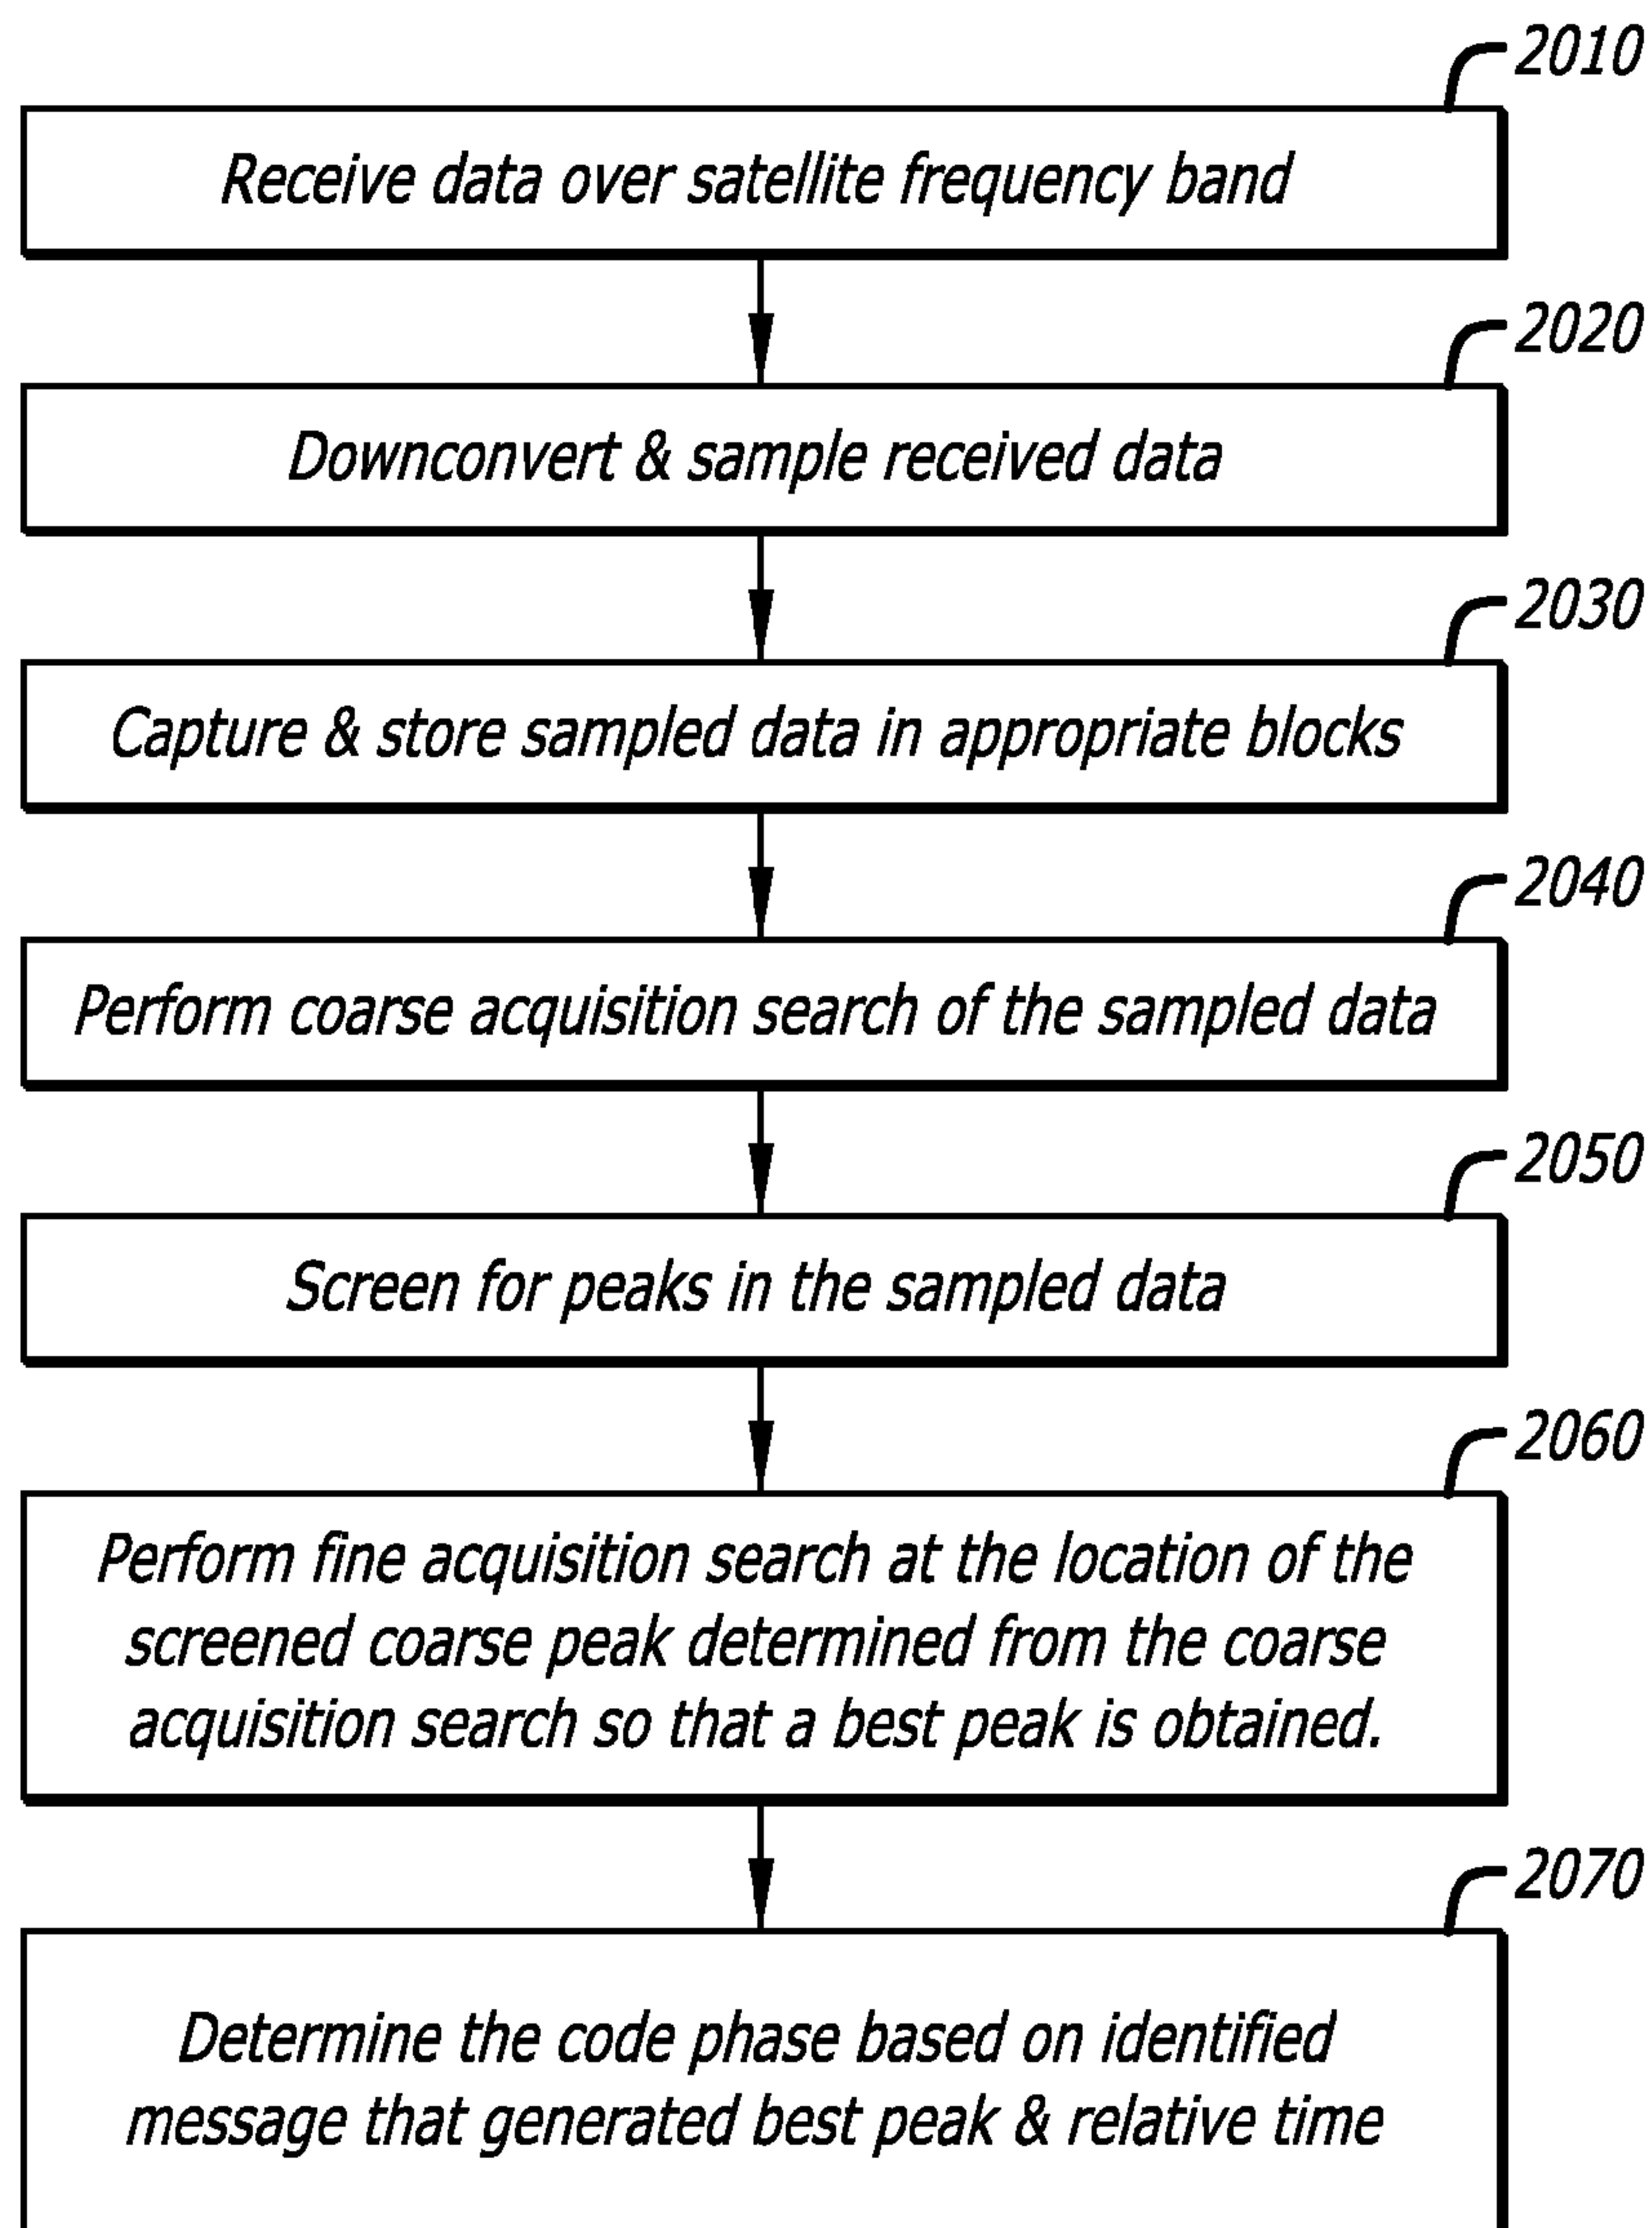 2010
Receive data over satellite frequency band
2020
Downconvert & sample received data
2030
Capture & store sampled data in appropriate blocks
2040
Perform coarse acquisition search of the sampled data
2050
Screen for peaks in the sampled data
2060
Perform fine acquisition search at the location of the
screened coarse peak determined from the coarse
acquisition search so that a best peak is obtained.
2070
Determine the code phase based on identified
message that generated best peak & relative time